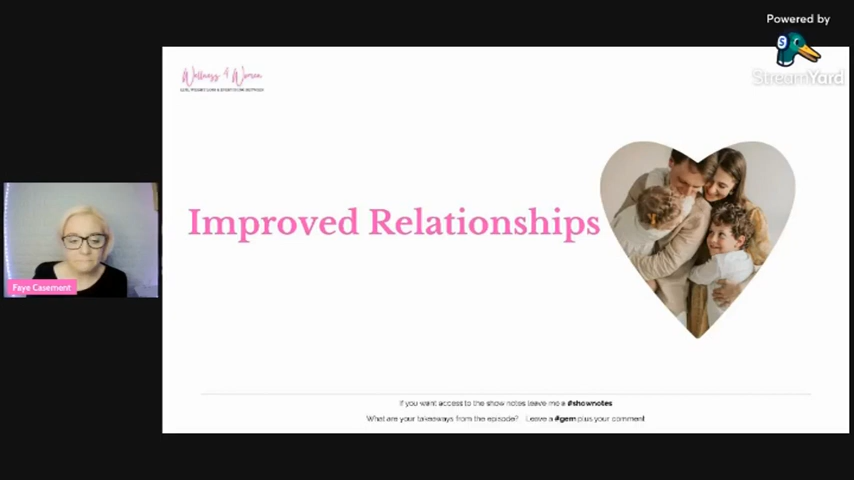 Powered by
StreamYard
Wellness 4 Women
Improved Relationships
Faye Casement
If you want access to the show notes leave me a #shownotes
What are your takeaways from the episode? Leave a #gem plus your comment